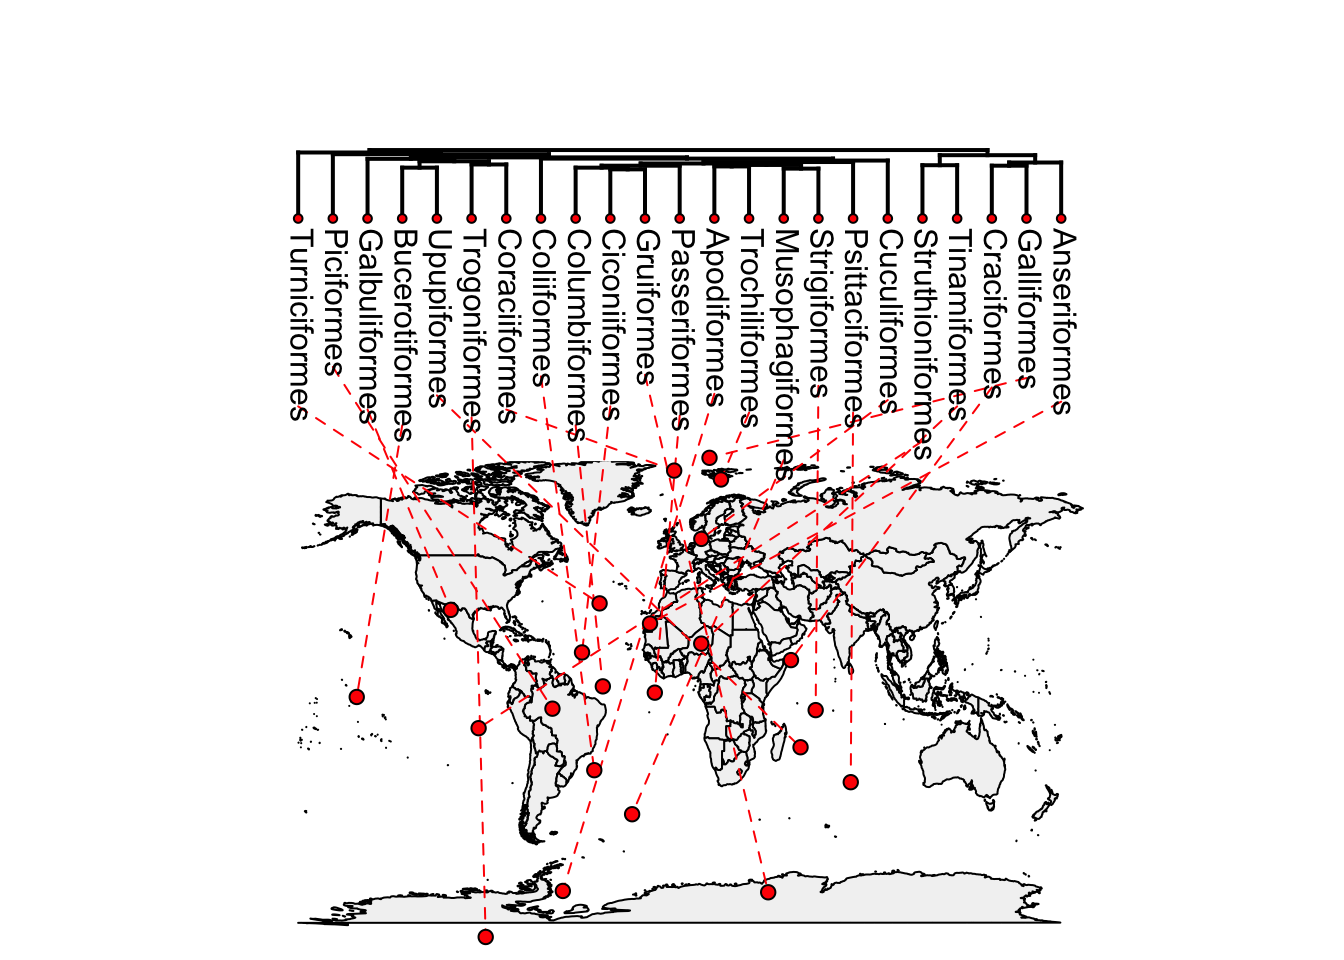 Turniciformes
Piciformes
Galbuliformes
Bucerotiformes
Upupiformes
Trogoniformes
Coraciiformes
Coliiformes
Columbiformes
Ciconiiformes
Gruiformes
Passeriformes
Apodiformes
Trochiliformes
Musophagiformes
Strigiformes
Psittaciformes
Cuculiformes
Struthioniformes
Tinamiformes
Craciformes
Galliformes
Anseriformes